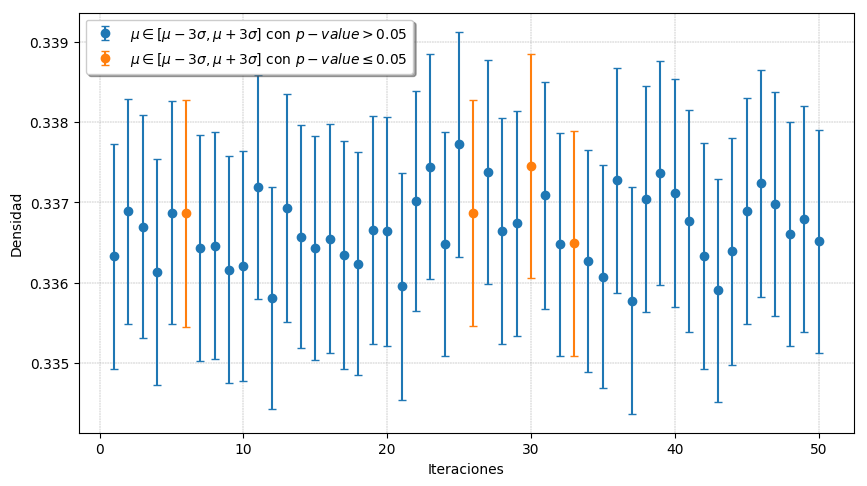 μ ∈ [μ − 3σ, μ + 3σ] con p − value > 0.05
μ ∈ [μ − 3σ, μ + 3σ] con p − value ≤ 0.05
0.339
0.338
0.337
0.336
0.335
Densidad
0 10 20 30 40 50
Iteraciones